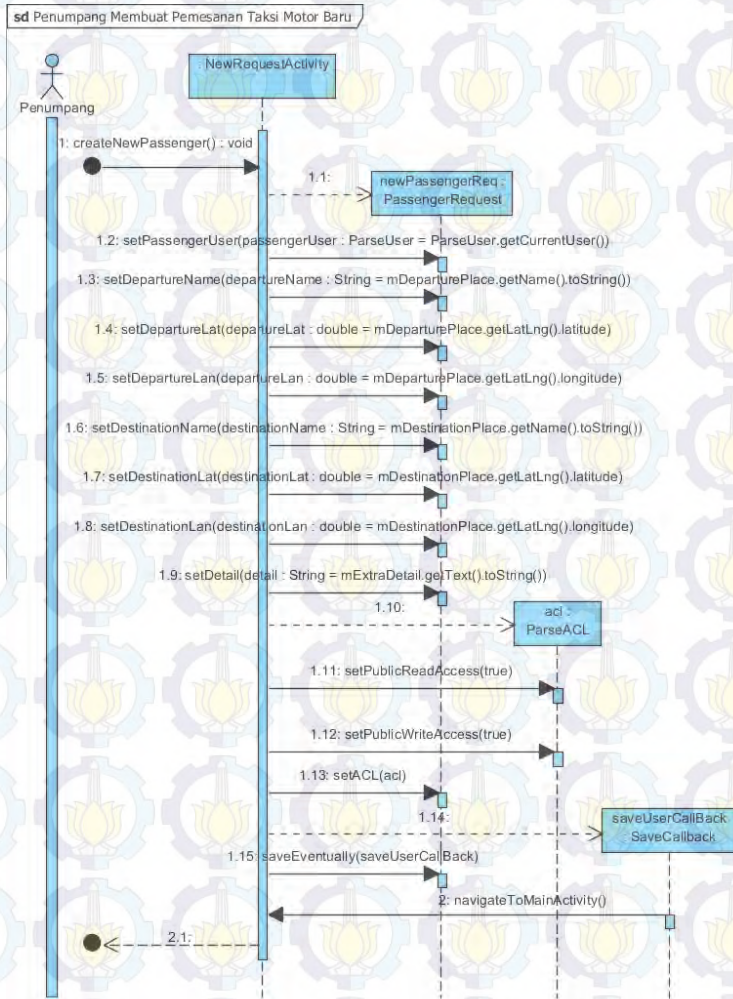 sd Penumpang Membuat Pemesanan Taksi Motor Baru
NewRequestActivity
Penumpang
1: createNewPassenger() : void
1.1:
newPassengerReq :
PassengerRequest
1.2: setPassengerUser(passengerUser : ParseUser = ParseUser.getCurrentUser())
1.3: setDepartureName(departureName : String = mDeparturePlace.getName().toString())
1.4: setDepartureLat(departureLat : double = mDeparturePlace.getLatLng().latitude)
1.5: setDepartureLan(departureLan : double = mDeparturePlace.getLatLng().longitude)
1.6: setDestinationName(destinationName : String = mDestinationPlace.getName().toString())
1.7: setDestinationLat(destinationLat : double = mDestinationPlace.getLatLng().latitude)
1.8: setDestinationLan(destinationLan : double = mDestinationPlace.getLatLng().longitude)
1.9: setDetail(detail : String = mExtraDetail.getText().toString())
1.10:
acl :
ParseACL
1.11: setPublicReadAccess(true)
1.12: setPublicWriteAccess(true)
1.13: setACL(acl)
1.14:
saveUserCallBack
SaveCallback
1.15: saveEventually(saveUserCallBack)
2: navigateToMainActivity()
2.1: